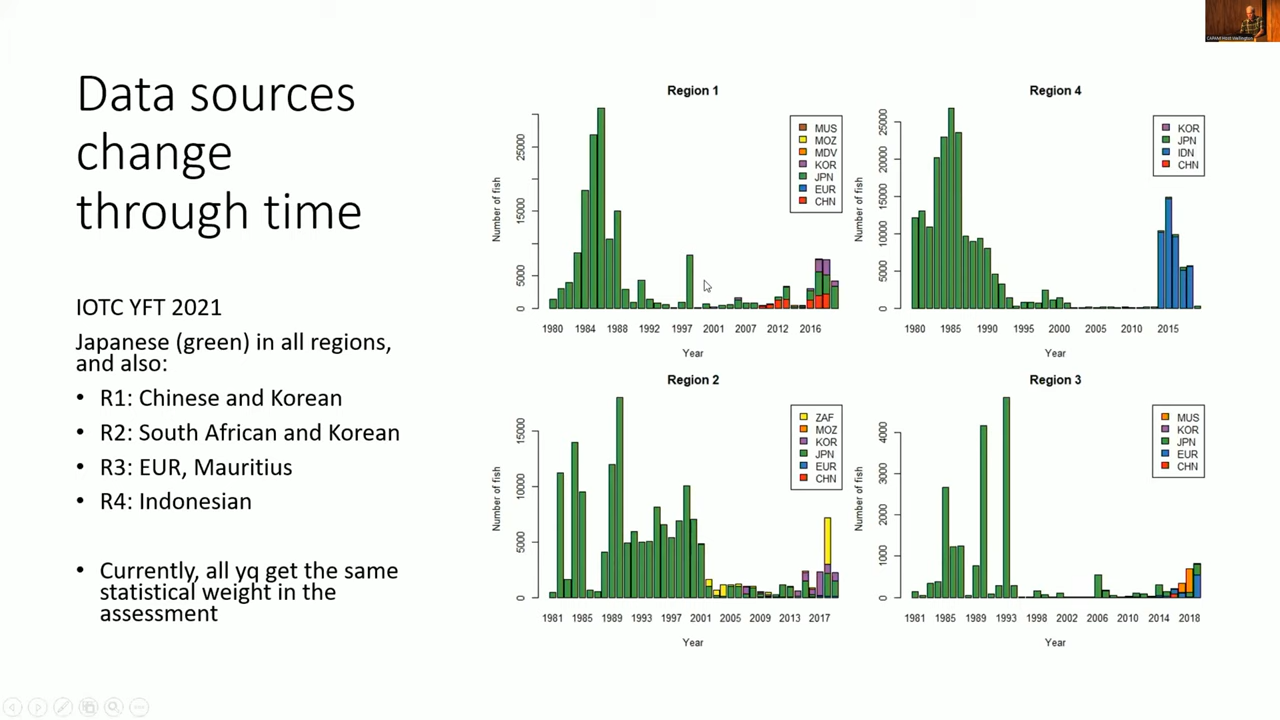 Data sources
change
through time
IOTC YFT 2021
Japanese (green) in all regions,
and also:
• R1: Chinese and Korean
• R2: South African and Korean
• R3: EUR, Mauritius
• R4: Indonesian
• Currently, all yq get the same
statistical weight in the
assessment
Region 1
Number of fish
0 5000 15000 25000
MUS
MOZ
MDV
KOR
JPN
EUR
CHN
1980 1984 1988 1992 1997 2001 2007 2012 2016
Year
Region 4
Number of fish
0 5000 10000 15000 20000 25000
KOR
JPN
IDN
CHN
1980 1985 1990 1995 2000 2005 2010 2015
Year
Region 2
Number of fish
0 5000 10000 15000
ZAF
MOZ
KOR
JPN
EUR
CHN
1981 1985 1989 1993 1997 2001 2005 2009 2013 2017
Year
Region 3
Number of fish
0 1000 2000 3000 4000
MUS
KOR
JPN
EUR
CHN
1981 1985 1989 1993 1998 2002 2006 2010 2014 2018
Year